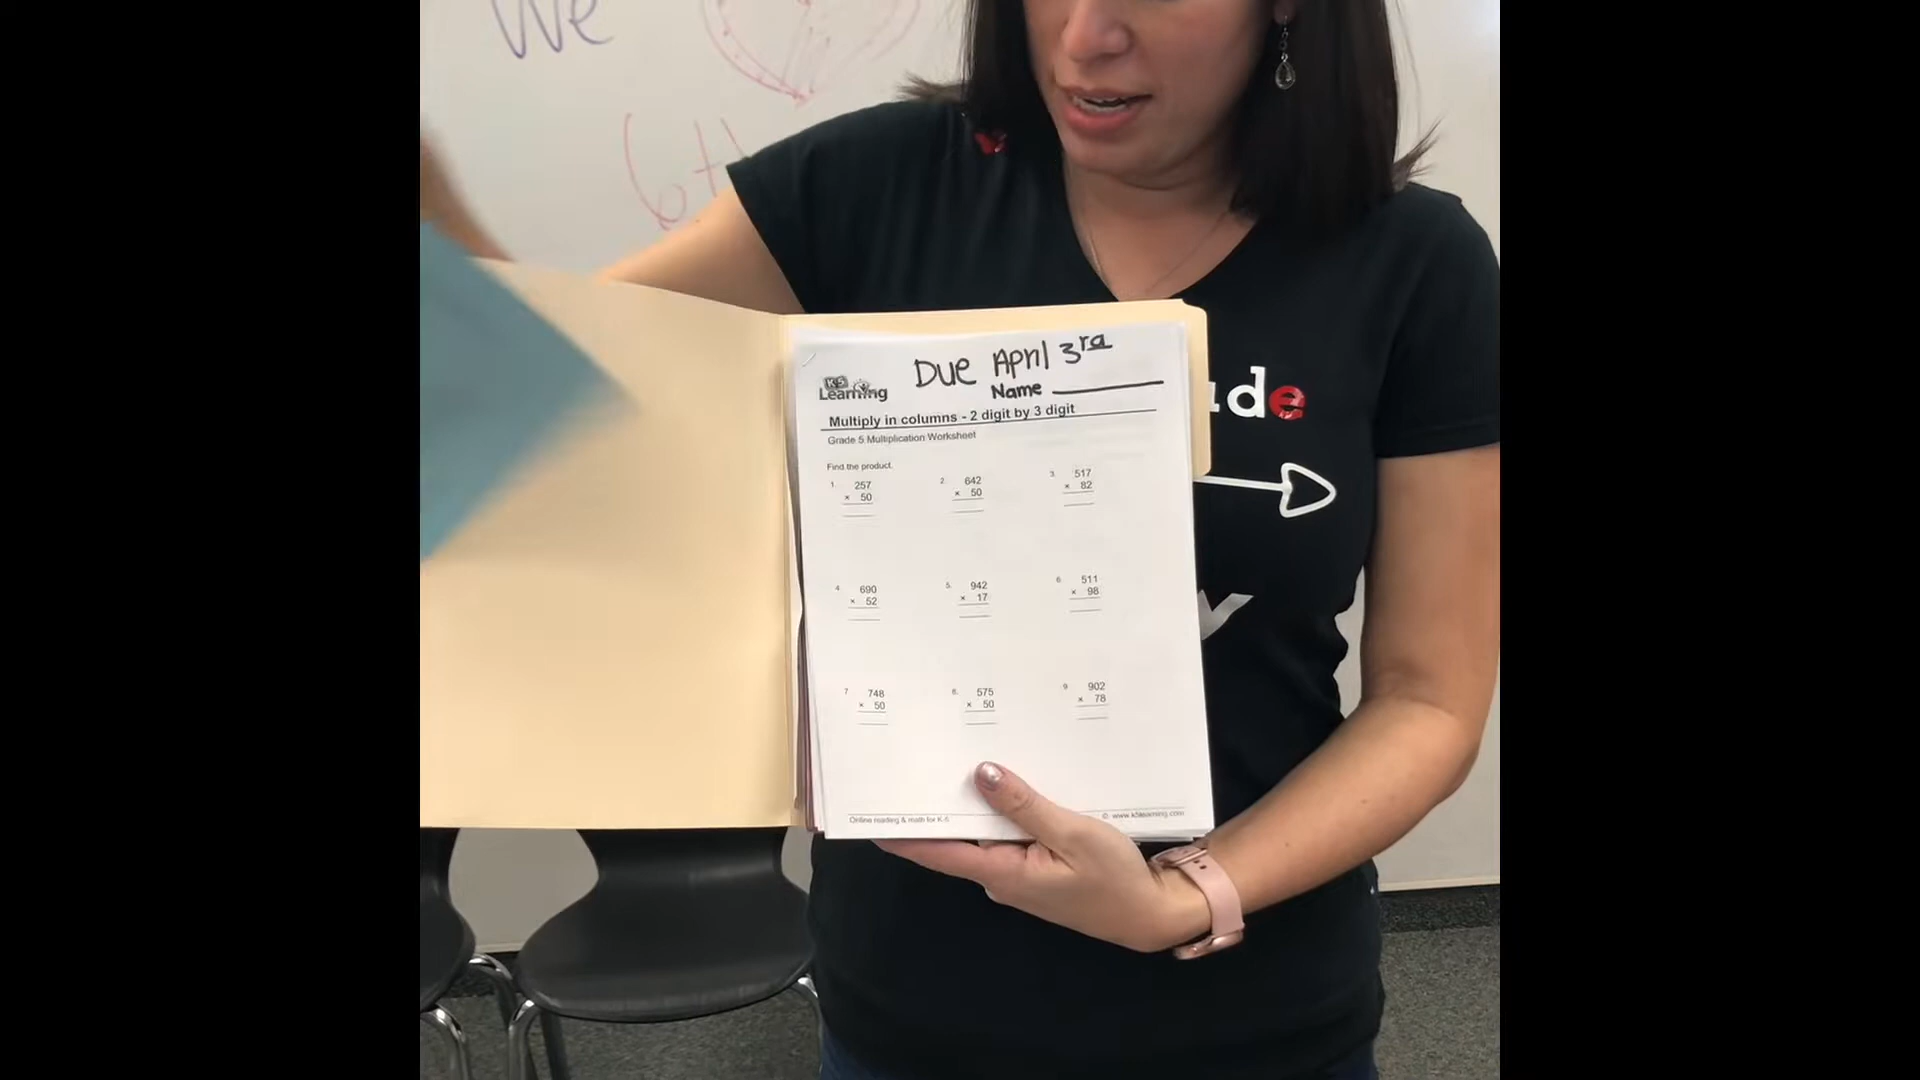 We
6th
Due April 3rd
K5 Learning
Name
Multiply in columns - 2 digit by 3 digit
Grade 5 Multiplication Worksheet
Find the product.
1. 257 2. 642 3. 517
× 50 × 50 × 82
4. 690 5. 942 6. 511
× 52 × 17 × 98
7. 748 8. 575 9. 902
× 50 × 50 × 78
Online reading & math for K-5 © www.k5learning.com